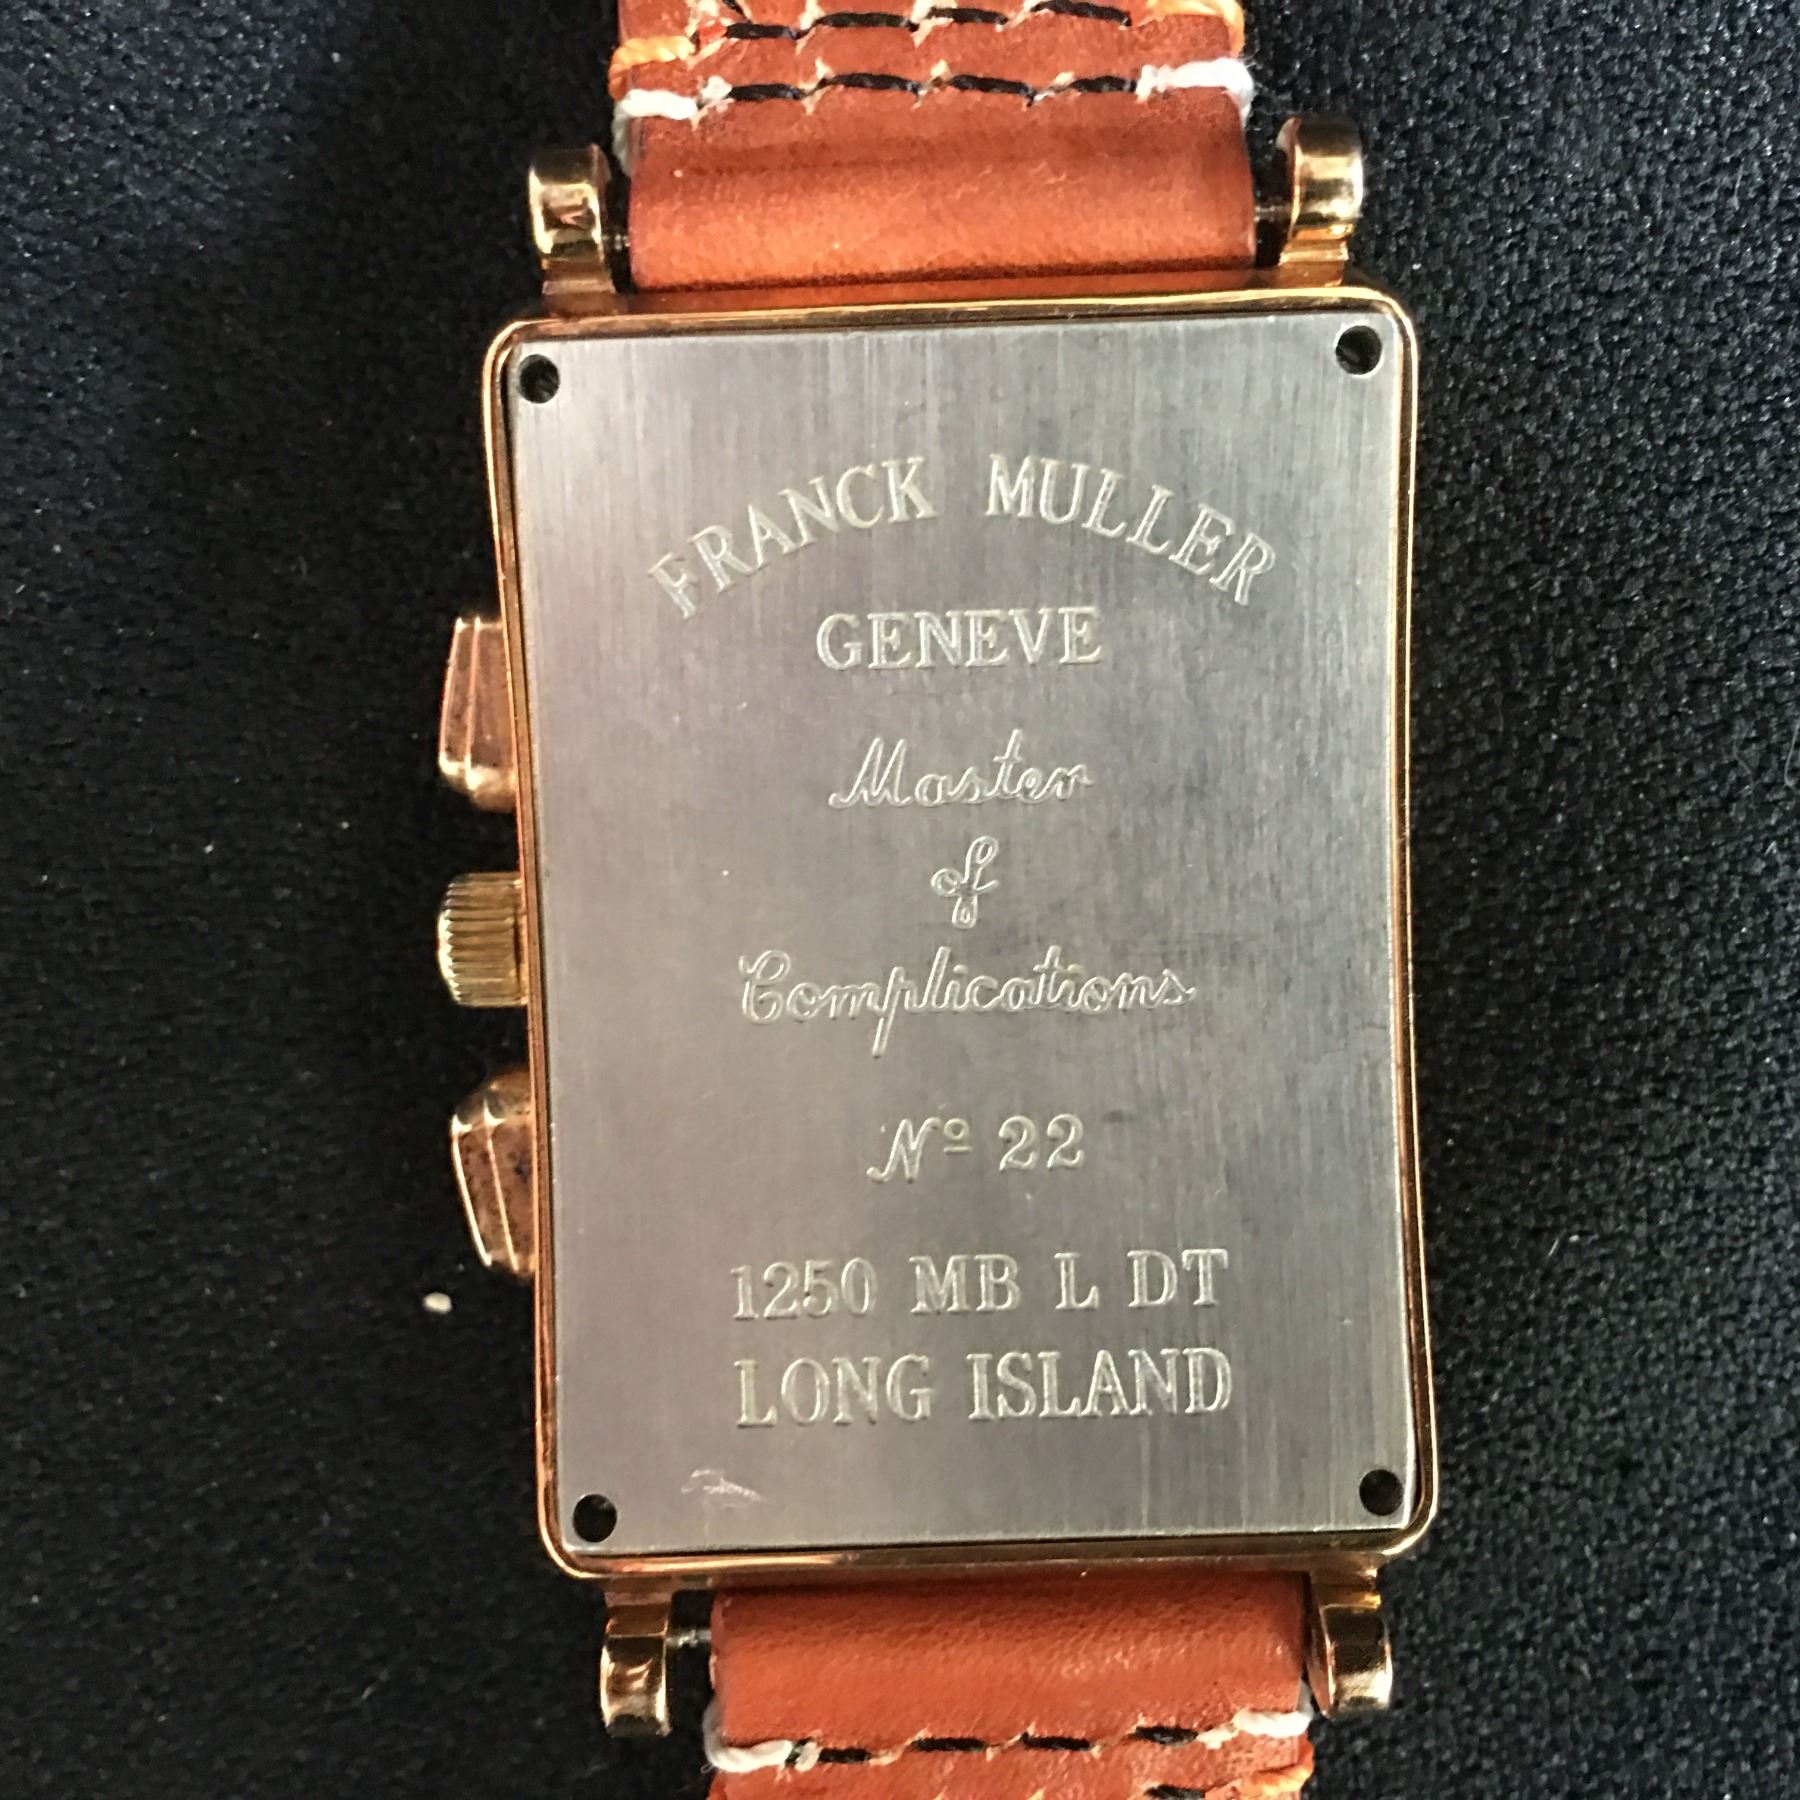 FRANCK MULLER
GENEVE
Master
of
Complications
Nº 22
1250 MB L DT
LONG ISLAND